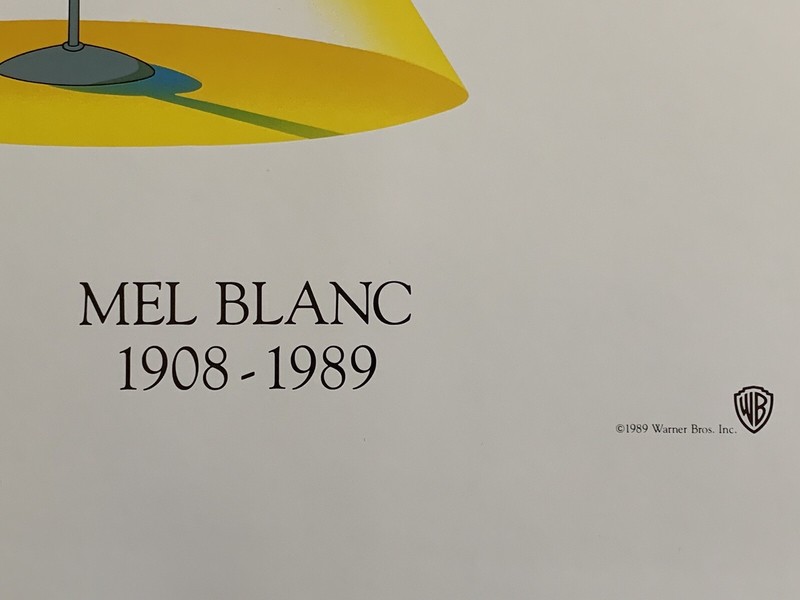 MEL BLANC
1908 - 1989
©1989 Warner Bros. Inc.
WB